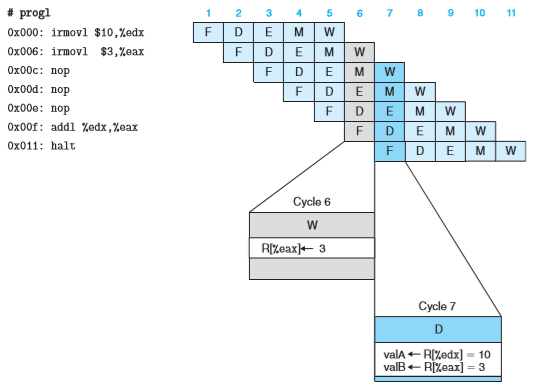 # prog1 1 2 3 4 5 6 7 8 9 10 11
0x000: irmovl $10,%edx F D E M W
0x006: irmovl $3,%eax F D E M W
0x00c: nop F D E M W
0x00d: nop F D E M W
0x00e: nop F D E M W
0x00f: addl %edx,%eax F D E M W
0x011: halt F D E M W
Cycle 6
W
R[%eax]← 3
Cycle 7
D
valA ← R[%edx] = 10
valB ← R[%eax] = 3